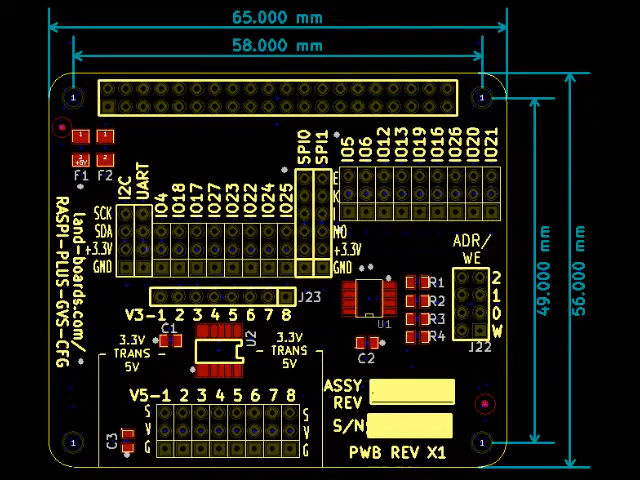 65.000 mm
58.000 mm
F1 F2
+5V
SPI0
SPI1
IO5
IO6
IO12
IO13
IO19
IO16
IO26
IO20
IO21
I2C
UART
IO4
IO18
IO17
IO27
IO23
IO22
IO24
IO25
SCK
SDA
+3.3V
GND
+3.3V
GND
land-boards.com/
RASPI-PLUS-GVS-CFG
ADR/
WE
2
1
0
W
J22
R1
R2
R3
R4
U1
C2
J23
V3-1 2 3 4 5 6 7 8
C1
U2
3.3V
TRANS
5V
3.3V
TRANS
5V
V5-1 2 3 4 5 6 7 8
S
V
G
S
V
G
C3
ASSY
REV
S/N
PWB REV X1
49.000 mm
56.000 mm